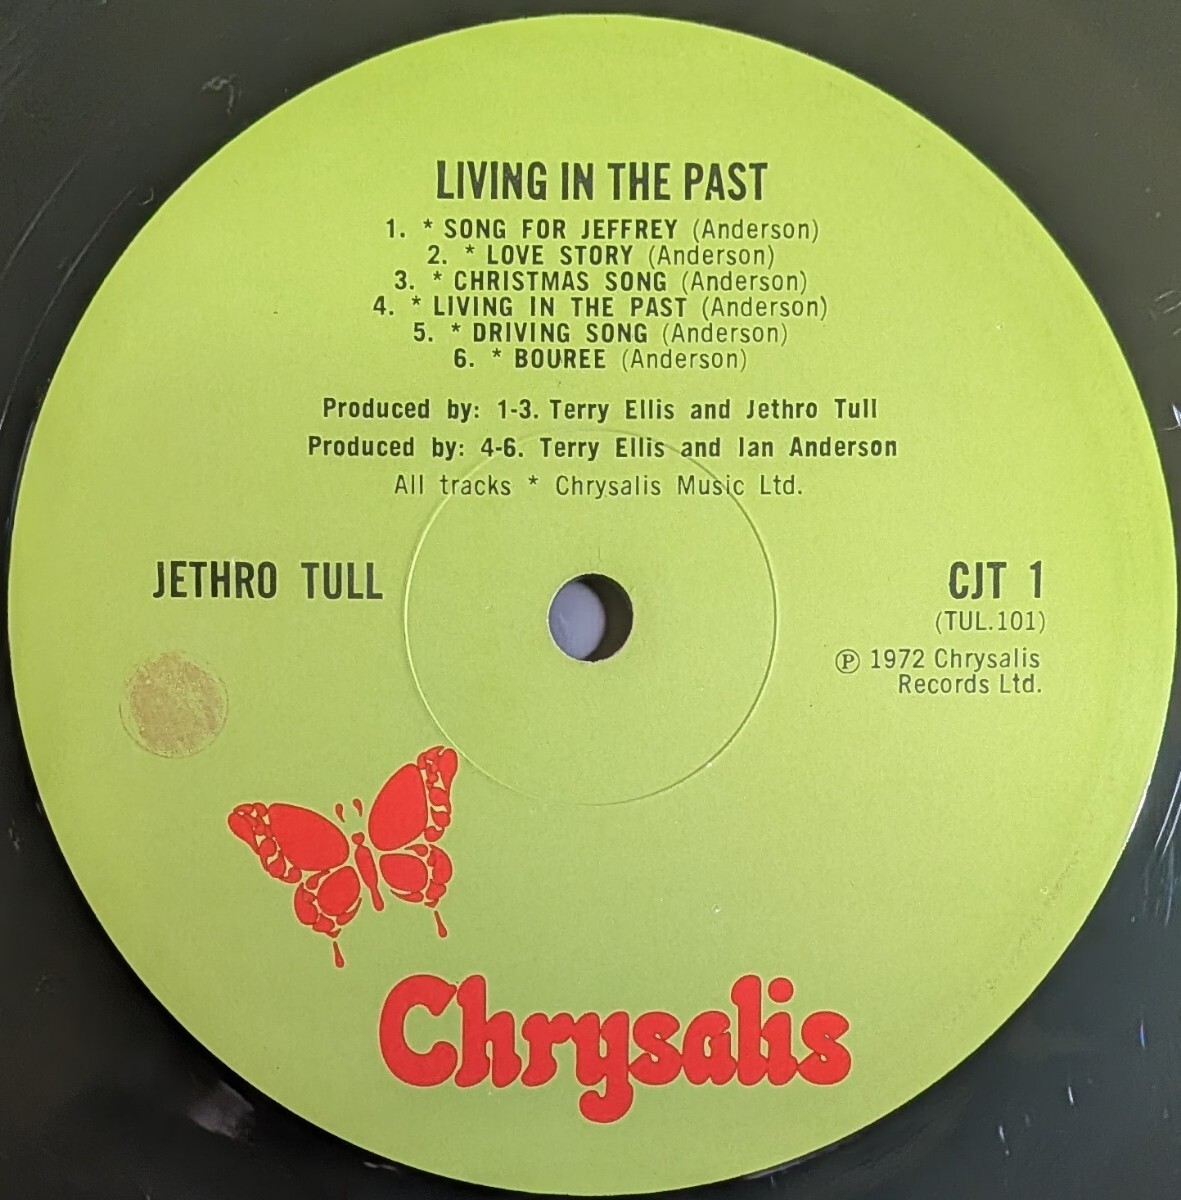 LIVING IN THE PAST
1. * SONG FOR JEFFREY (Anderson)
2. * LOVE STORY (Anderson)
3. * CHRISTMAS SONG (Anderson)
4. * LIVING IN THE PAST (Anderson)
5. * DRIVING SONG (Anderson)
6. * BOUREE (Anderson)
Produced by: 1-3. Terry Ellis and Jethro Tull
Produced by: 4-6. Terry Ellis and Ian Anderson
All tracks * Chrysalis Music Ltd.
JETHRO TULL
CJT 1
(TUL.101)
℗ 1972 Chrysalis
Records Ltd.
Chrysalis